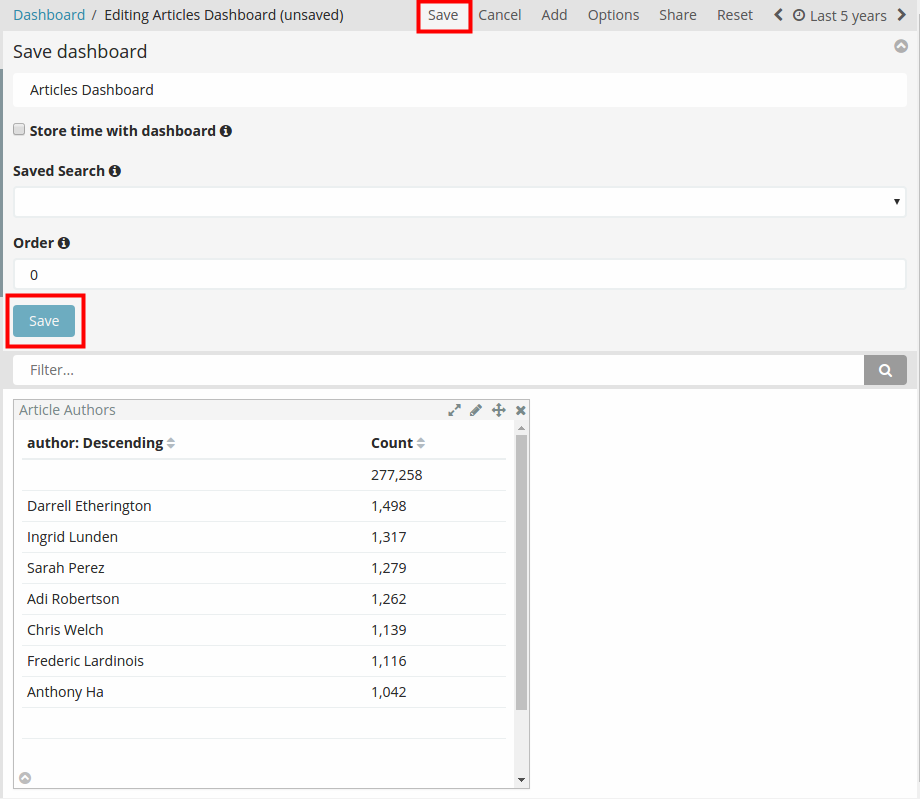 Dashboard / Editing Articles Dashboard (unsaved) Save Cancel Add Options Share Reset Last 5 years
Save dashboard
Articles Dashboard
Store time with dashboard
Saved Search
Order
0
Save
Filter...
Article Authors
author: Descending Count
277,258
Darrell Etherington 1,498
Ingrid Lunden 1,317
Sarah Perez 1,279
Adi Robertson 1,262
Chris Welch 1,139
Frederic Lardinois 1,116
Anthony Ha 1,042